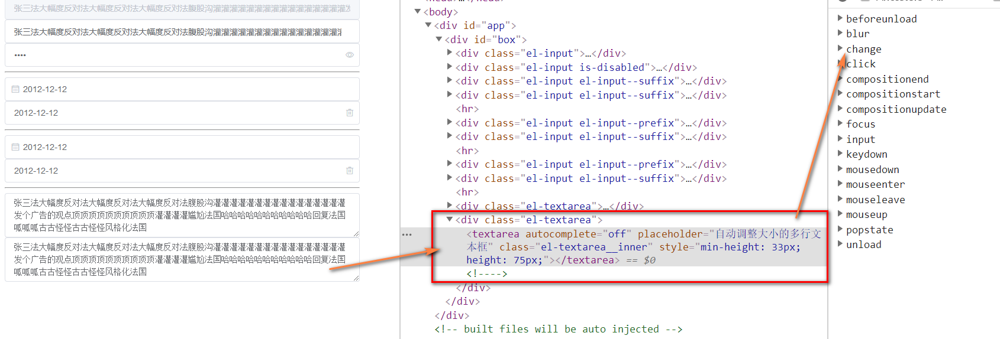 张三法大幅度反对法大幅度反对法大幅度反对法腹股沟灌灌灌灌灌灌灌灌灌灌灌灌灌灌灌灌发
张三法大幅度反对法大幅度反对法大幅度反对法腹股沟灌灌灌灌灌灌灌灌灌灌灌灌灌灌灌
••••
2012-12-12
2012-12-12
2012-12-12
2012-12-12
张三法大幅度反对法大幅度反对法大幅度反对法腹股沟灌灌灌灌灌灌灌灌灌灌灌灌灌灌灌灌
发个广告的观点顶顶顶顶顶顶顶顶顶顶灌灌灌灌尴尬法国哈哈哈哈哈哈哈哈哈哈哈回复法国
呱呱呱古古怪怪古古怪怪风格化法国
张三法大幅度反对法大幅度反对法大幅度反对法腹股沟灌灌灌灌灌灌灌灌灌灌灌灌灌灌灌灌
发个广告的观点顶顶顶顶顶顶顶顶顶顶灌灌灌灌尴尬法国哈哈哈哈哈哈哈哈哈哈哈回复法国
呱呱呱古古怪怪古古怪怪风格化法国
<body>
<div id="app">
<div id="box">
<div class="el-input">…</div>
<div class="el-input is-disabled">…</div>
<div class="el-input el-input--suffix">…</div>
<div class="el-input el-input--suffix">…</div>
<hr>
<div class="el-input el-input--prefix">…</div>
<div class="el-input el-input--suffix">…</div>
<hr>
<div class="el-input el-input--prefix">…</div>
<div class="el-input el-input--suffix">…</div>
<hr>
<div class="el-textarea">…</div>
<div class="el-textarea">
<textarea autocomplete="off" placeholder="自动调整大小的多行文
本框" class="el-textarea__inner" style="min-height: 33px;
height: 75px;"></textarea> == $0
<!---->
</div>
</div>
</div>
<!-- built files will be auto injected -->
beforeunload
blur
change
click
compositionend
compositionstart
compositionupdate
focus
input
keydown
mousedown
mouseenter
mouseleave
mouseup
popstate
unload